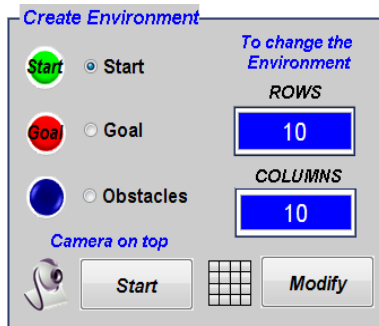 Create Environment
Start
Start
Goal
Goal
Obstacles
To change the
Environment
ROWS
10
COLUMNS
10
Camera on top
Start
Modify